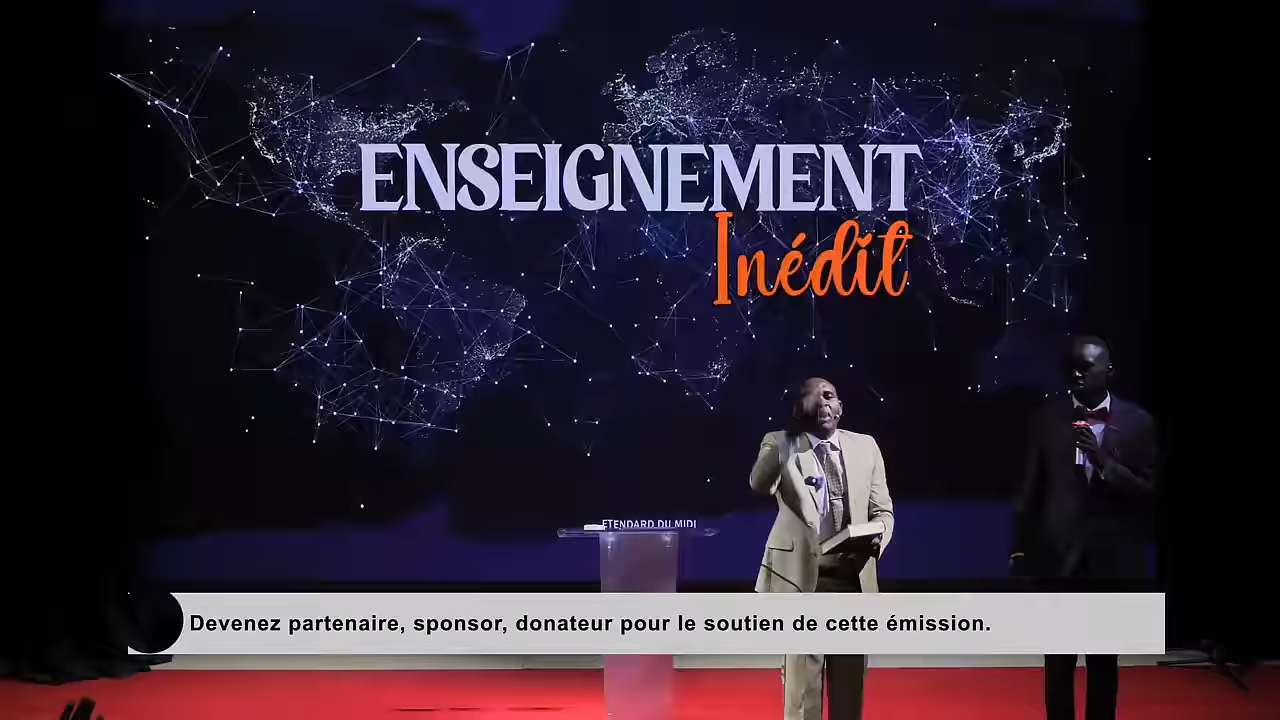 ENSEIGNEMENT
Inédit
ETENDARD DU MIDI
Devenez partenaire, sponsor, donateur pour le soutien de cette émission.